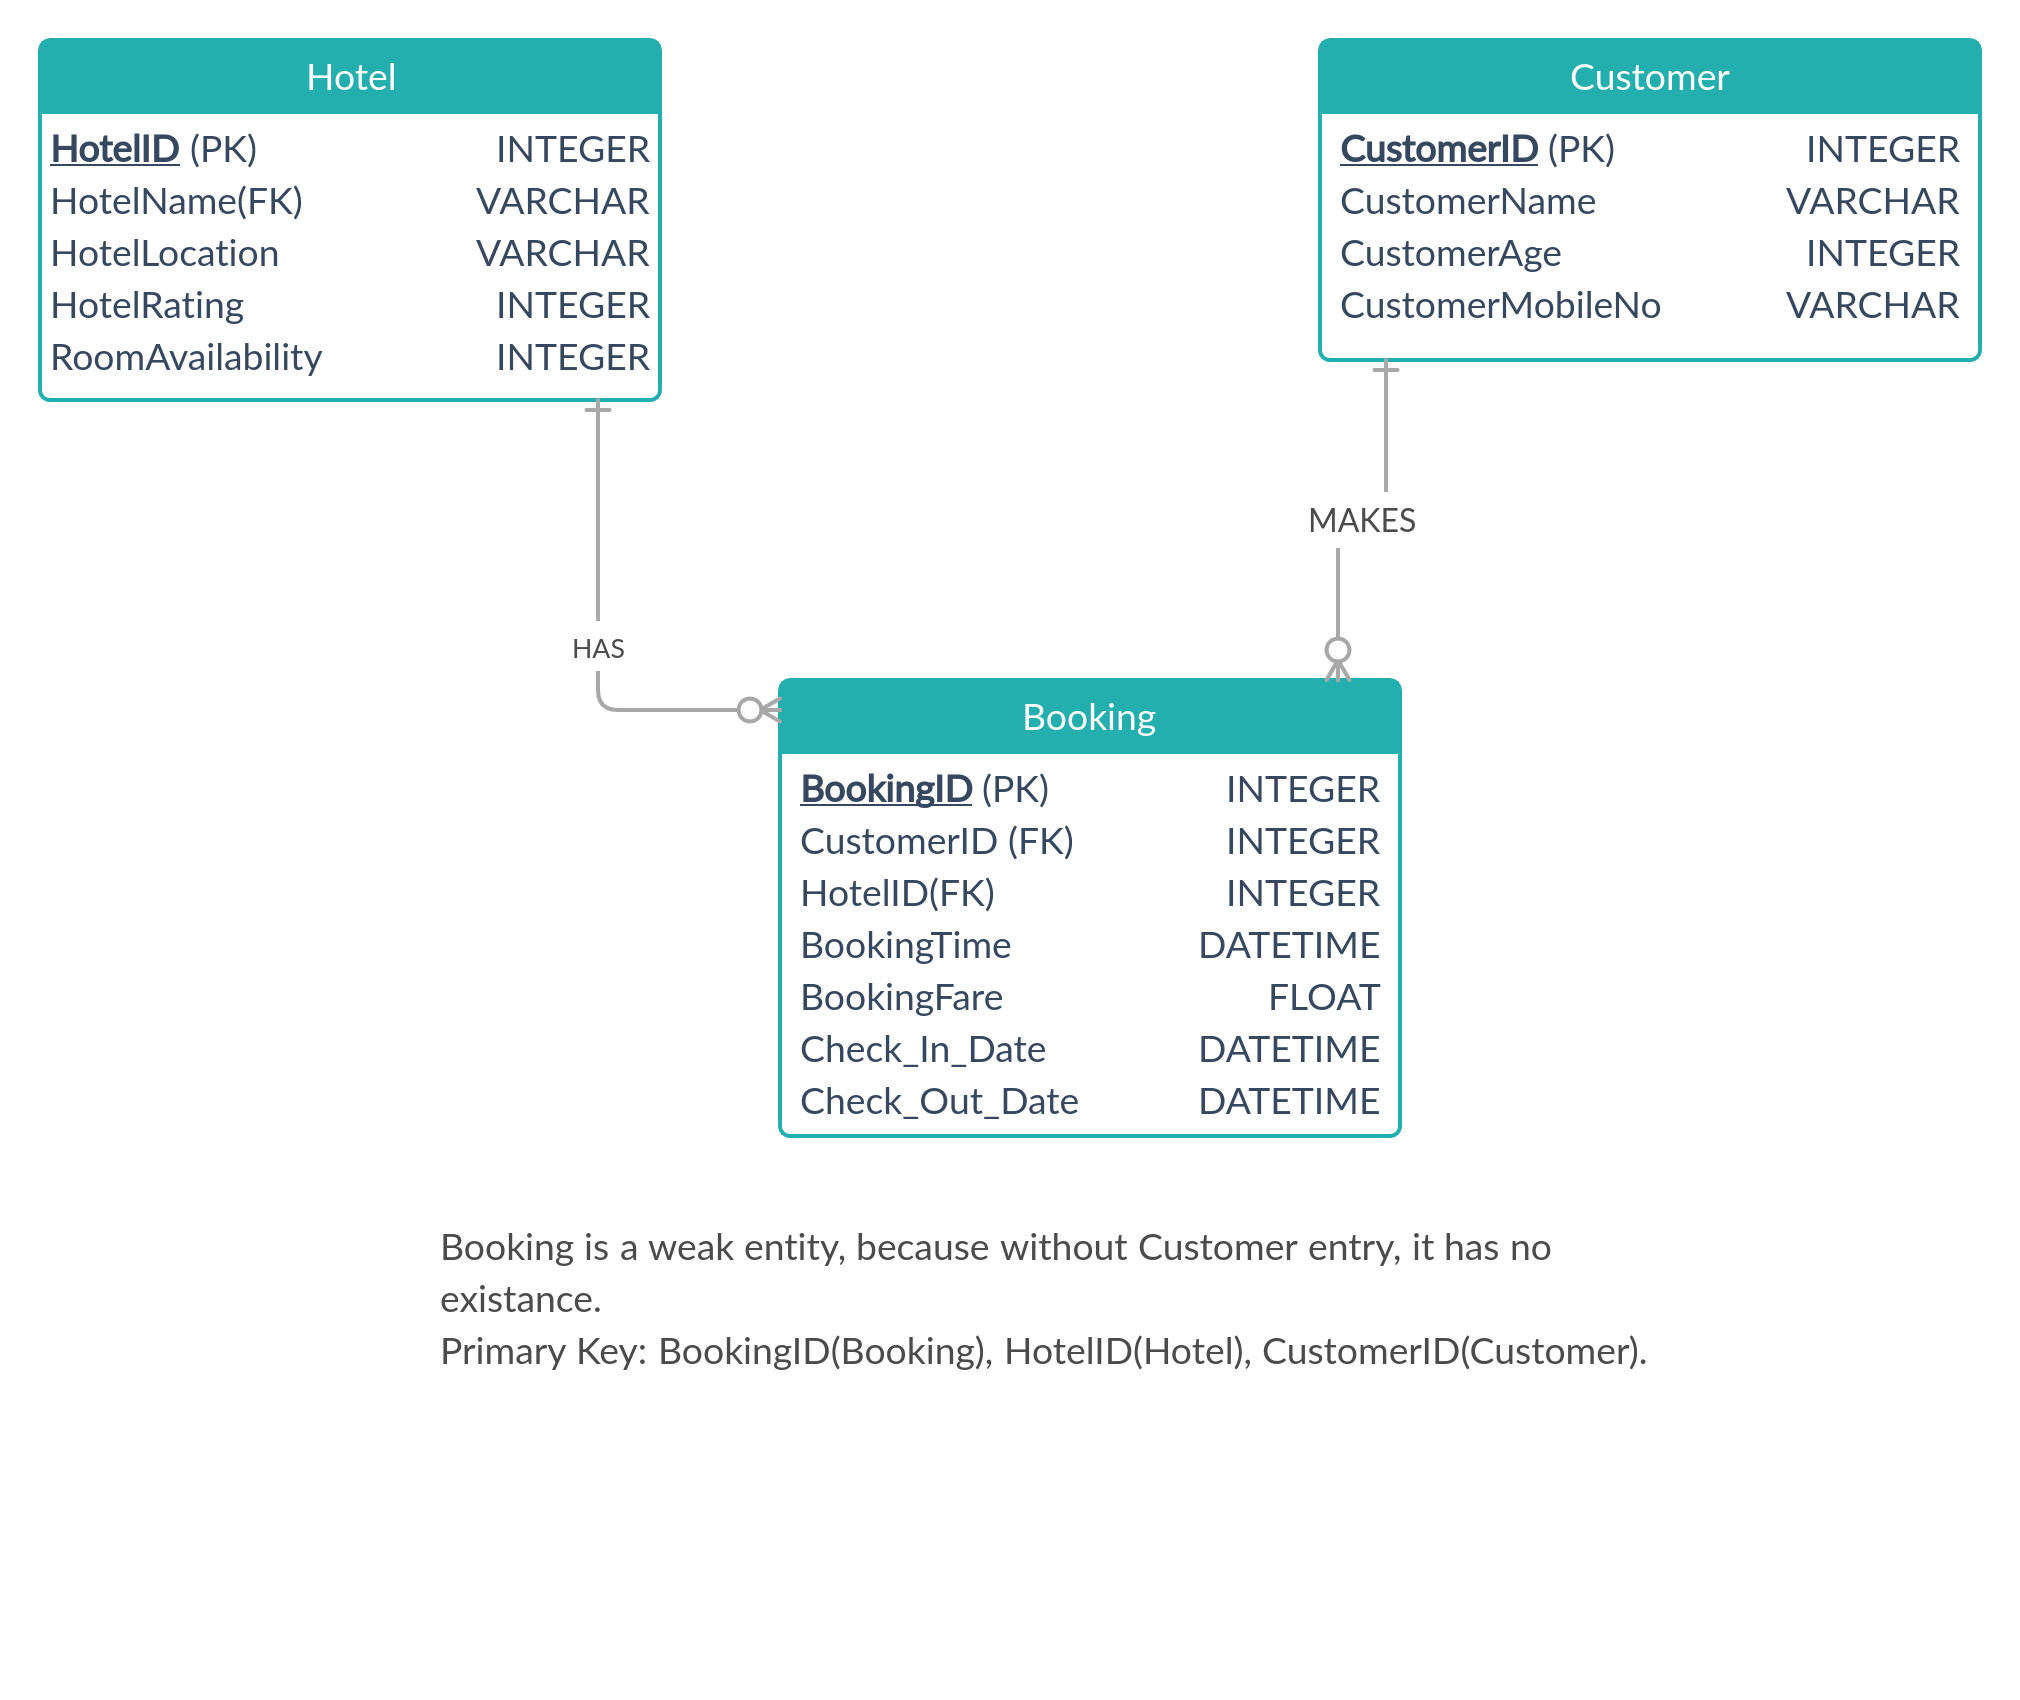 Hotel
HotelID (PK) INTEGER
HotelName(FK) VARCHAR
HotelLocation VARCHAR
HotelRating INTEGER
RoomAvailability INTEGER
Customer
CustomerID (PK) INTEGER
CustomerName VARCHAR
CustomerAge INTEGER
CustomerMobileNo VARCHAR
MAKES
HAS
Booking
BookingID (PK) INTEGER
CustomerID (FK) INTEGER
HotelID(FK) INTEGER
BookingTime DATETIME
BookingFare FLOAT
Check_In_Date DATETIME
Check_Out_Date DATETIME
Booking is a weak entity, because without Customer entry, it has no
existance.
Primary Key: BookingID(Booking), HotelID(Hotel), CustomerID(Customer).